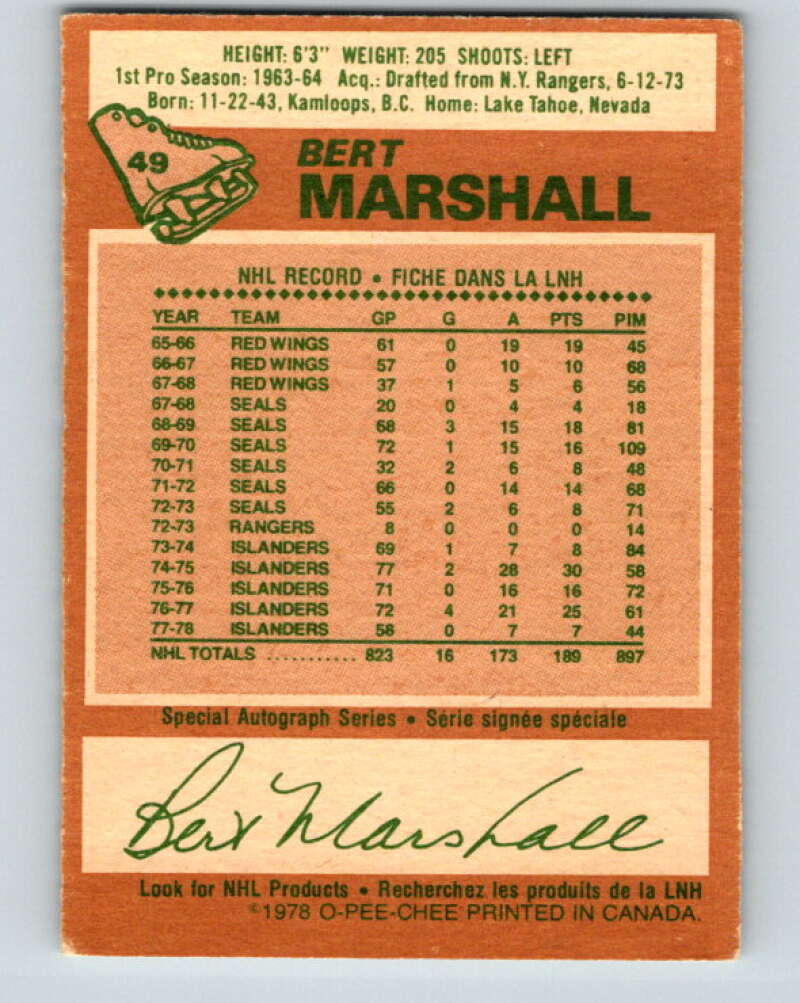 HEIGHT: 6'3" WEIGHT: 205 SHOOTS: LEFT
1st Pro Season: 1963-64 Acq.: Drafted from N.Y. Rangers, 6-12-73
Born: 11-22-43, Kamloops, B.C. Home: Lake Tahoe, Nevada
49
BERT
MARSHALL
NHL RECORD • FICHE DANS LA LNH
YEAR TEAM GP G A PTS PIM
65-66 RED WINGS 61 0 19 19 45
66-67 RED WINGS 57 0 10 10 68
67-68 RED WINGS 37 1 5 6 56
67-68 SEALS 20 0 4 4 18
68-69 SEALS 68 3 15 18 81
69-70 SEALS 72 1 15 16 109
70-71 SEALS 32 2 6 8 48
71-72 SEALS 66 0 14 14 68
72-73 SEALS 55 2 6 8 71
72-73 RANGERS 8 0 0 0 14
73-74 ISLANDERS 69 1 7 8 84
74-75 ISLANDERS 77 2 28 30 58
75-76 ISLANDERS 71 0 16 16 72
76-77 ISLANDERS 72 4 21 25 61
77-78 ISLANDERS 58 0 7 7 44
NHL TOTALS ........... 823 16 173 189 897
Special Autograph Series • Série signée spéciale
Bert Marshall
Look for NHL Products • Recherchez les produits de la LNH
©1978 O-PEE-CHEE PRINTED IN CANADA.